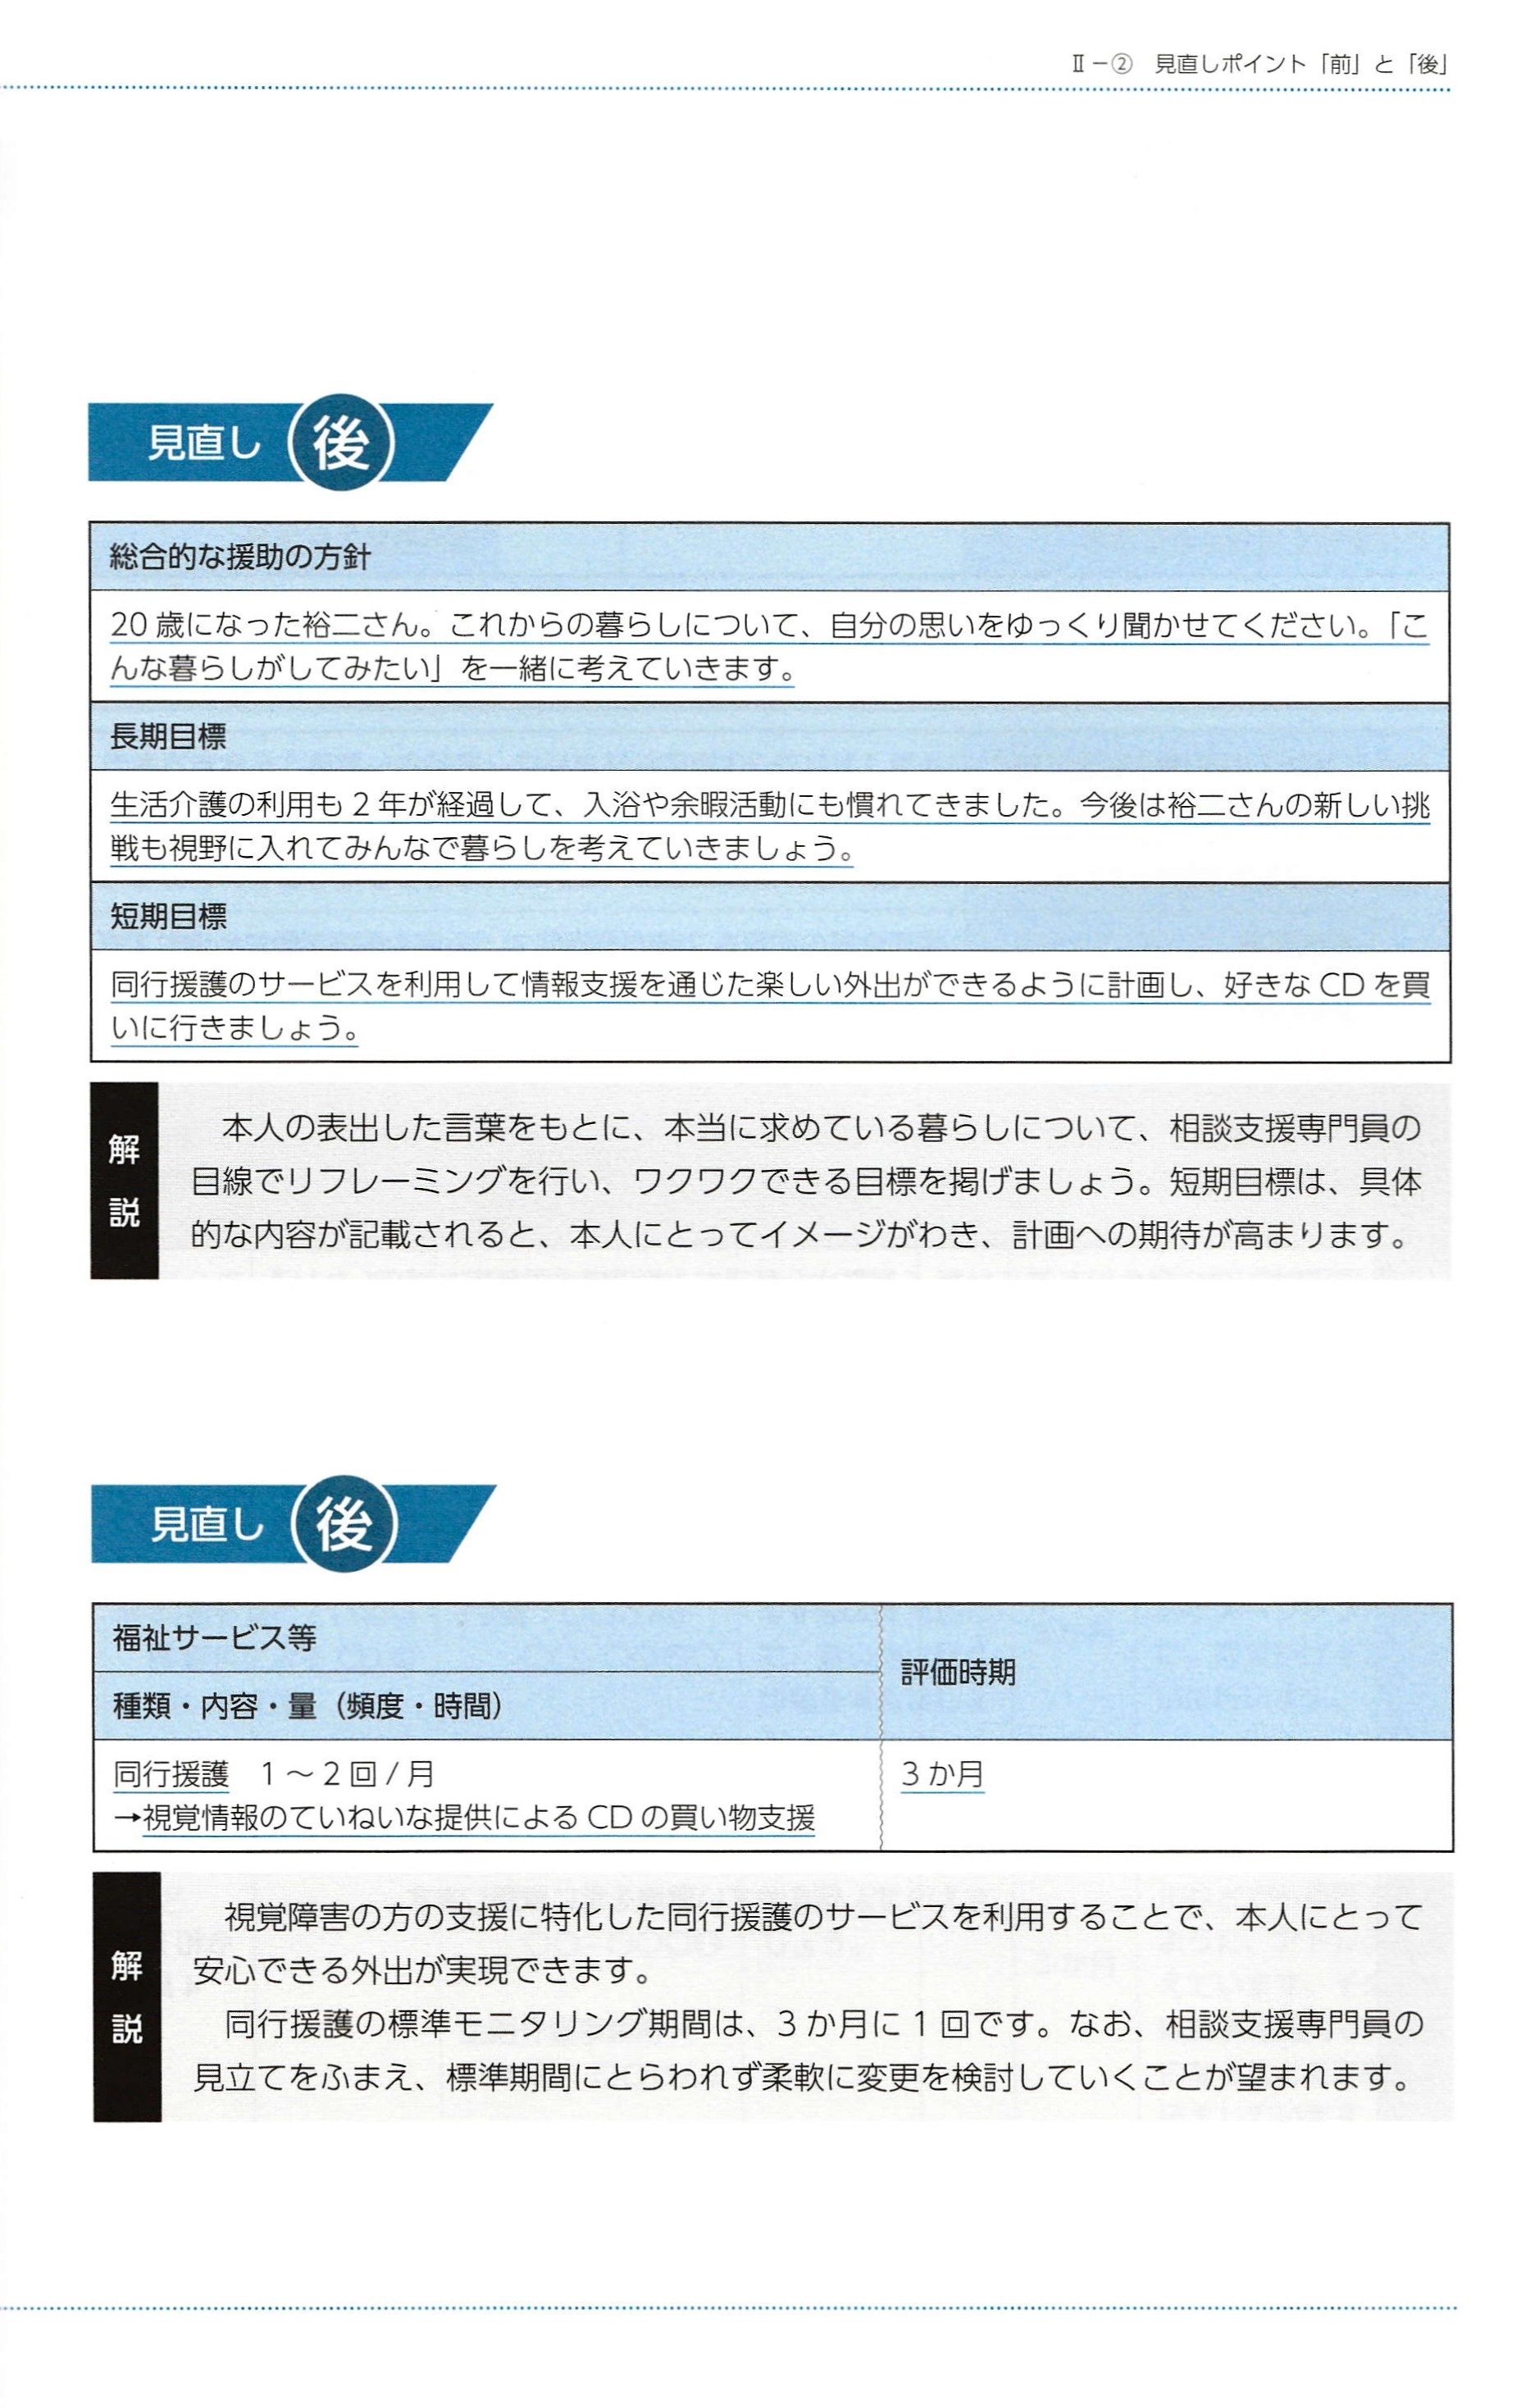 Ⅱ－② 見直しポイント「前」と「後」
見直し 後
総合的な援助の方針
20 歳になった裕二さん。これからの暮らしについて、自分の思いをゆっくり聞かせてください。「こ
んな暮らしがしてみたい」を一緒に考えていきます。
長期目標
生活介護の利用も 2 年が経過して、入浴や余暇活動にも慣れてきました。今後は裕二さんの新しい挑
戦も視野に入れてみんなで暮らしを考えていきましょう。
短期目標
同行援護のサービスを利用して情報支援を通じた楽しい外出ができるように計画し、好きな CD を買
いに行きましょう。
解説
本人の表出した言葉をもとに、本当に求めている暮らしについて、相談支援専門員の
目線でリフレーミングを行い、ワクワクできる目標を掲げましょう。短期目標は、具体
的な内容が記載されると、本人にとってイメージがわき、計画への期待が高まります。
見直し 後
福祉サービス等
評価時期
種類・内容・量（頻度・時間）
同行援護 1 ～ 2 回 / 月
3 か月
→視覚情報のていねいな提供による CD の買い物支援
解説
視覚障害の方の支援に特化した同行援護のサービスを利用することで、本人にとって
安心できる外出が実現できます。
同行援護の標準モニタリング期間は、3 か月に 1 回です。なお、相談支援専門員の
見立てをふまえ、標準期間にとらわれず柔軟に変更を検討していくことが望まれます。